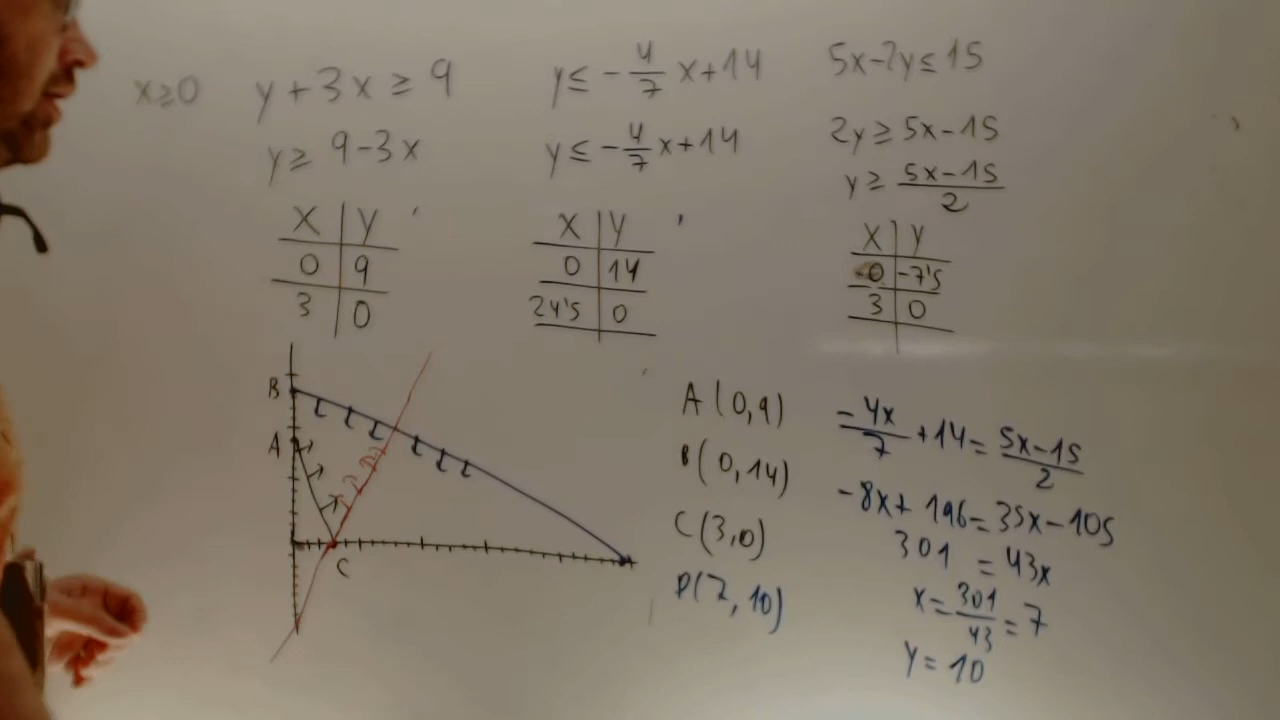 x≥0 y+3x≥9 y≤-4/7x+14 5x-2y≤15
y≥9-3x y≤-4/7x+14 2y≥5x-15
y≥(5x-15)/2
X Y X Y X Y
0 9 0 14 0 -7'5
3 0 24'5 0 3 0
B
A
C
A(0,9)
B(0,14)
C(3,0)
D(7,10)
-4x/7+14=(5x-15)/2
-8x+196=35x-105
301=43x
x=301/43=7
y=10